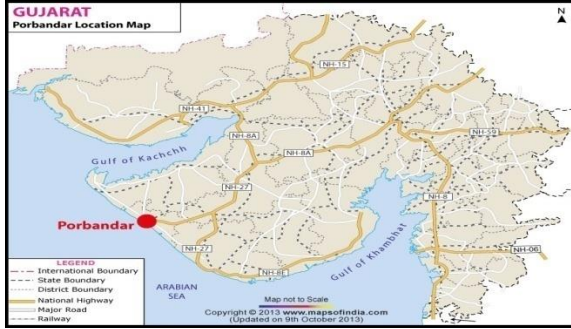 GUJARAT
Porbandar Location Map
N
NH-15
NH-41
NH-8A
NH-59
Gulf of Kachchh
NH-8A
NH-27
NH-8
Porbandar
NH-27
NH-06
Gulf of Khambhat
NH-8E
LEGEND
International Boundary
State Boundary
District Boundary
National Highway
Major Road
Railway
ARABIAN
SEA
Map not to Scale
Copyright © 2013 www.mapsofindia.com
(Updated on 9th October 2013)